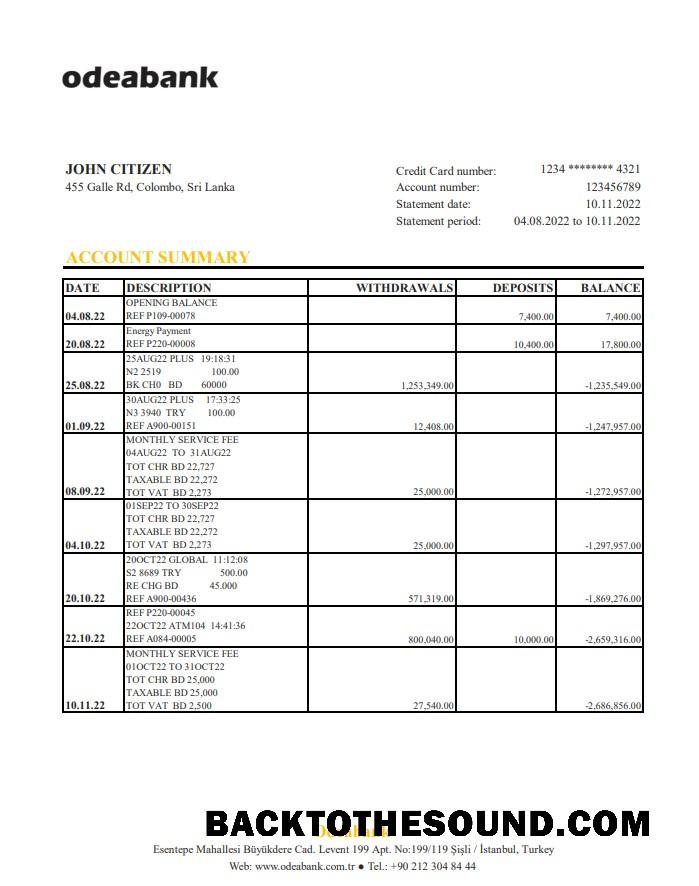 odeabank
JOHN CITIZEN
455 Galle Rd, Colombo, Sri Lanka
Credit Card number: 1234 ******** 4321
Account number: 123456789
Statement date: 10.11.2022
Statement period: 04.08.2022 to 10.11.2022
ACCOUNT SUMMARY
DATE DESCRIPTION WITHDRAWALS DEPOSITS BALANCE
OPENING BALANCE
04.08.22 REF P109-00078 7,400.00 7,400.00
Energy Payment
20.08.22 REF P220-00008 10,400.00 17,800.00
25AUG22 PLUS 19:18:31
N2 2519 100.00
25.08.22 BK CH0 BD 60000 1,253,349.00 -1,235,549.00
30AUG22 PLUS 17:33:25
N3 3940 TRY 100.00
01.09.22 REF A900-00151 12,408.00 -1,247,957.00
MONTHLY SERVICE FEE
04AUG22 TO 31AUG22
TOT CHR BD 22,727
TAXABLE BD 22,272
08.09.22 TOT VAT BD 2,273 25,000.00 -1,272,957.00
01SEP22 TO 30SEP22
TOT CHR BD 22,727
TAXABLE BD 22,272
04.10.22 TOT VAT BD 2,273 25,000.00 -1,297,957.00
20OCT22 GLOBAL 11:12:08
S2 8689 TRY 500.00
RE CHG BD 45.000
20.10.22 REF A900-00436 571,319.00 -1,869,276.00
REF P220-00045
22OCT22 ATM104 14:41:36
22.10.22 REF A084-00005 800,040.00 10,000.00 -2,659,316.00
MONTHLY SERVICE FEE
01OCT22 TO 31OCT22
TOT CHR BD 25,000
TAXABLE BD 25,000
10.11.22 TOT VAT BD 2,500 27,540.00 -2,686,856.00
BACKTOTHESOUND.COM
Esentepe Mahallesi Büyükdere Cad. Levent 199 Apt. No:199/119 Şişli / İstanbul, Turkey
Web: www.odeabank.com.tr ● Tel.: +90 212 304 84 44